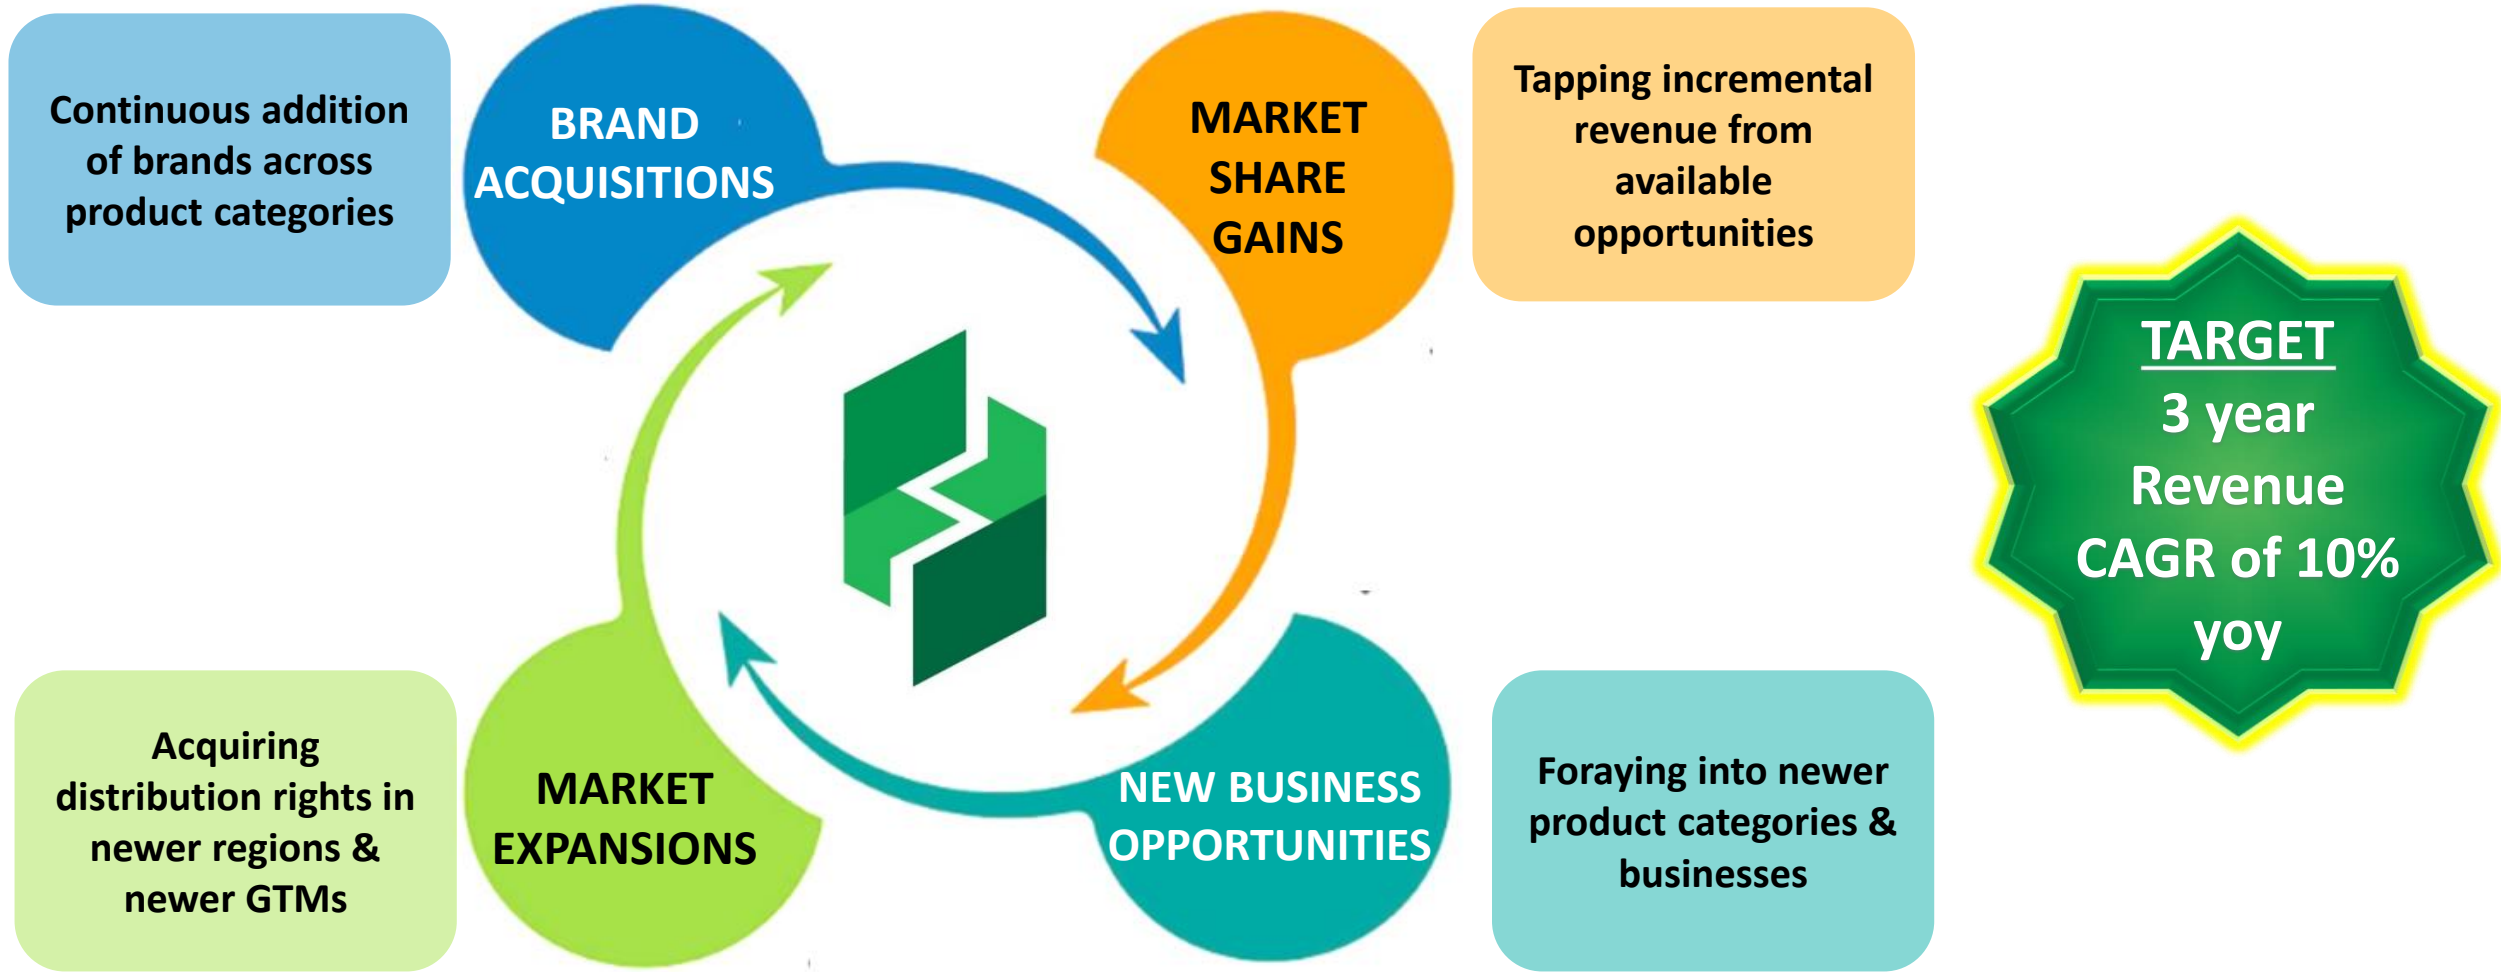 Continuous addition
of brands across
product categories
BRAND
ACQUISITIONS
MARKET
SHARE
GAINS
Tapping incremental
revenue from
available
opportunities
TARGET
3 year
Revenue
CAGR of 10%
yoy
Acquiring
distribution rights in
newer regions &
newer GTMs
MARKET
EXPANSIONS
NEW BUSINESS
OPPORTUNITIES
Foraying into newer
product categories &
businesses